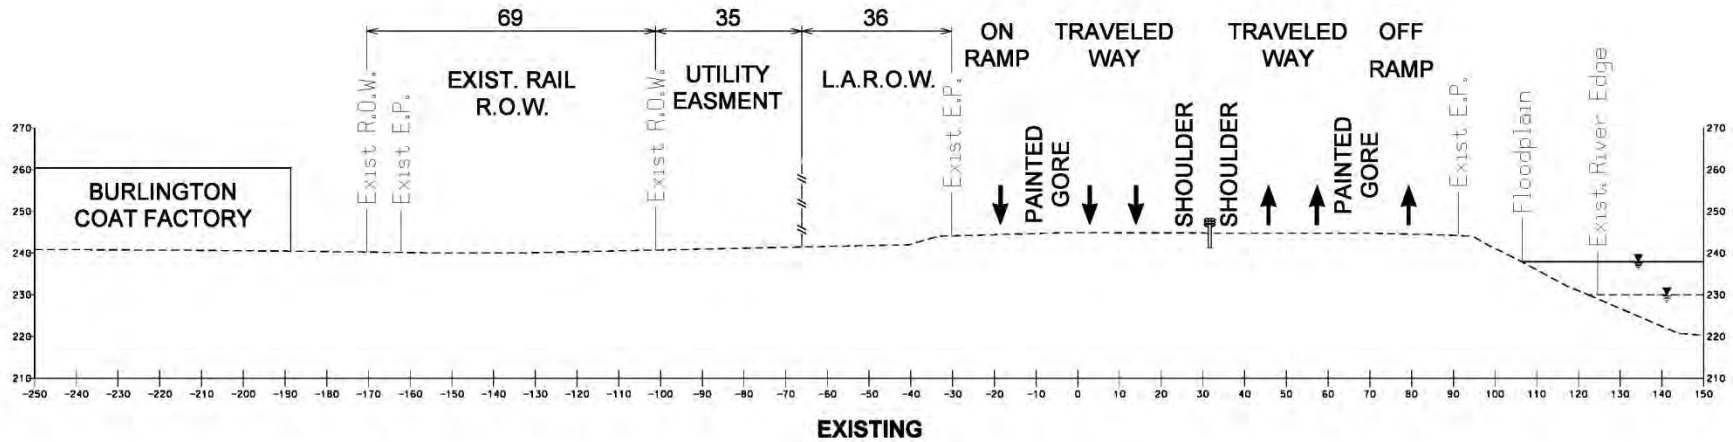 69
35
36
ON
RAMP
TRAVELED
WAY
TRAVELED
WAY
OFF
RAMP
EXIST. RAIL
R.O.W.
UTILITY
EASMENT
L.A.R.O.W.
Exist R.O.W.
Exist E.P.
Exist R.O.W.
Exist E.P.
PAINTED
GORE
SHOULDER
SHOULDER
PAINTED
GORE
Exist E.P.
Floodplain
Exist. River Edge
BURLINGTON
COAT FACTORY
270
260
250
240
230
220
210
270
260
250
240
230
220
210
-250 -240 -230 -220 -210 -200 -190 -180 -170 -160 -150 -140 -130 -120 -110 -100 -90 -80 -70 -60 -50 -40 -30 -20 -10 0 10 20 30 40 50 60 70 80 90 100 110 120 130 140 150
EXISTING